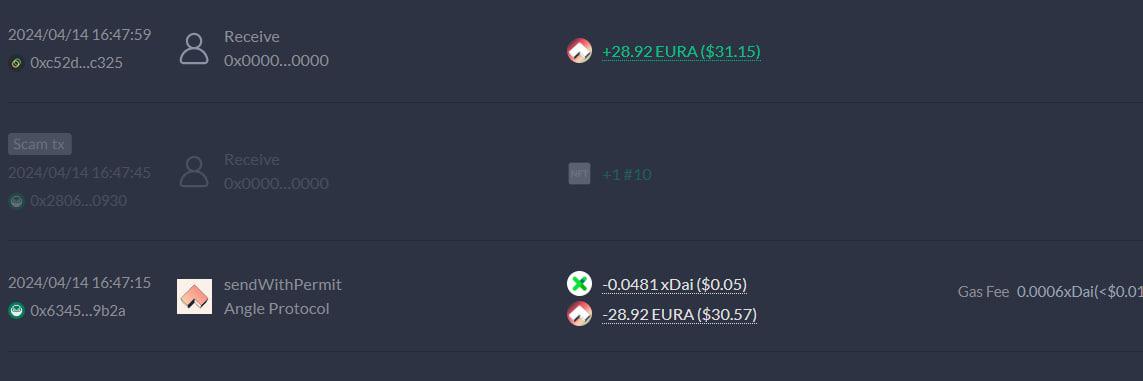 2024/04/14 16:47:59
Receive
0xc52d...c325
0x0000...0000
+28.92 EURA ($31.15)
Scam tx
2024/04/14 16:47:45
Receive
0x2806...0930
0x0000...0000
NFT
+1 #10
2024/04/14 16:47:15
sendWithPermit
0x6345...9b2a
Angle Protocol
-0.0481 xDai ($0.05)
-28.92 EURA ($30.57)
Gas Fee 0.0006xDai(<$0.01